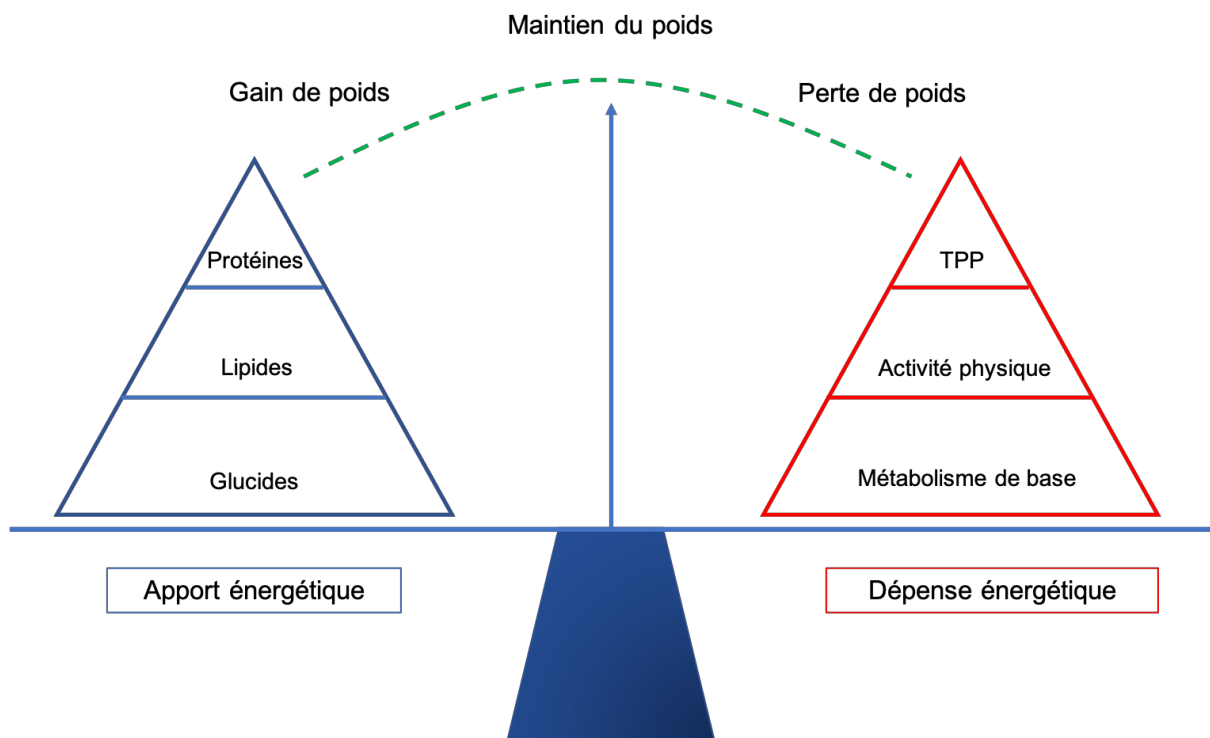 Maintien du poids
Gain de poids
Perte de poids
Protéines
TPP
Lipides
Activité physique
Glucides
Métabolisme de base
Apport énergétique
Dépense énergétique